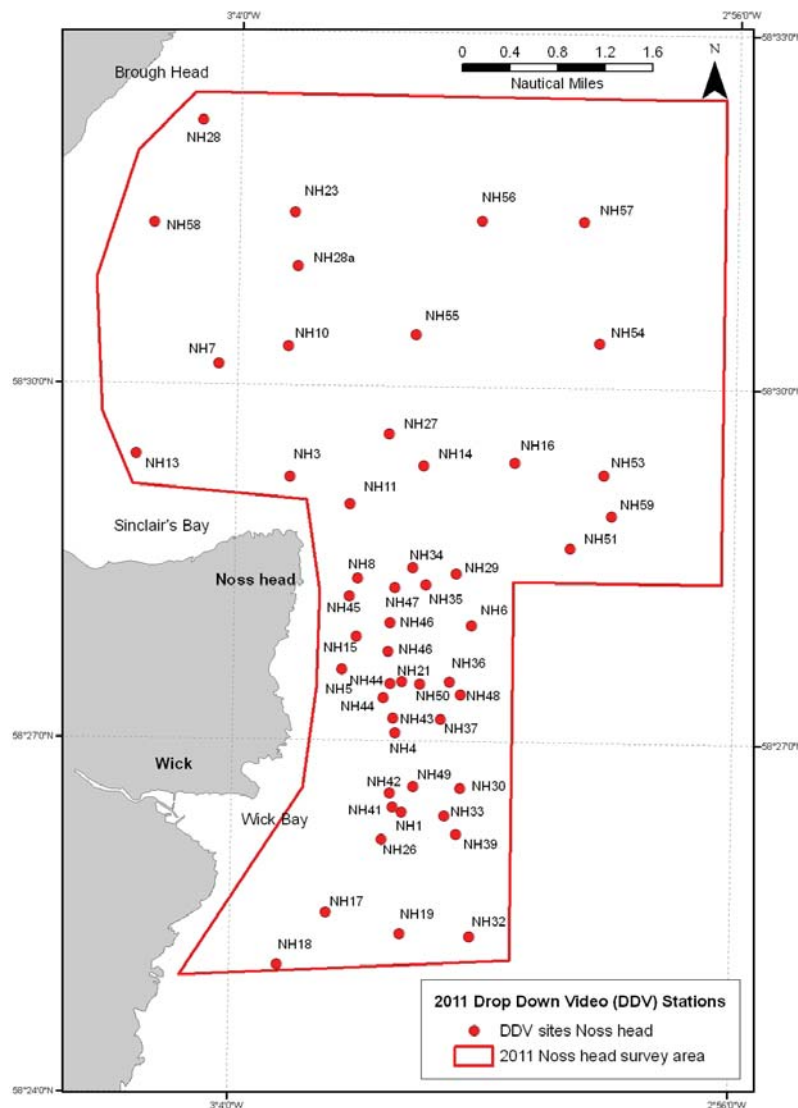 3°4'0"W
2°56'0"W
58°33'0"N
Brough Head
0 0.4 0.8 1.2 1.6
Nautical Miles
N
NH28
NH23
NH56
NH57
NH58
NH28a
NH55
NH54
NH10
NH7
58°30'0"N
58°30'0"N
NH27
NH14
NH16
NH3
NH53
NH13
NH11
NH59
Sinclair's Bay
NH51
NH34
NH8
NH29
Noss head
NH47
NH35
NH45
NH46
NH6
NH15
NH46
NH36
NH21
NH44
NH5
NH50
NH48
NH44
NH43
NH37
NH4
58°27'0"N
58°27'0"N
Wick
NH49
NH42
NH30
NH41
Wick Bay
NH1
NH33
NH39
NH26
NH17
NH19
NH32
NH18
2011 Drop Down Video (DDV) Stations
DDV sites Noss head
2011 Noss head survey area
58°24'0"N
3°4'0"W
2°56'0"W